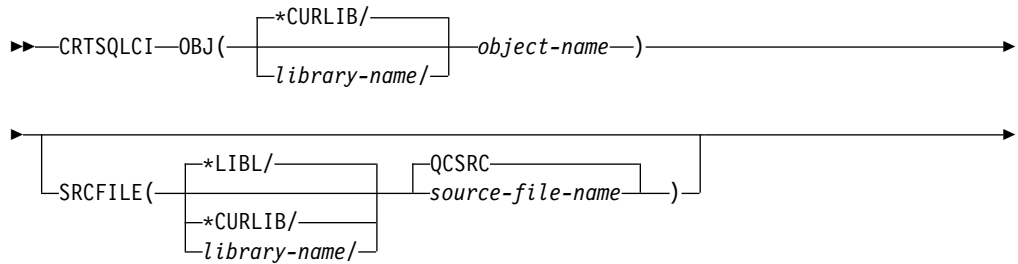 *CURLIB/
CRTSQLCI OBJ( object-name )
library-name/
*LIBL/ QCSRC
SRCFILE( source-file-name )
*CURLIB/
library-name/